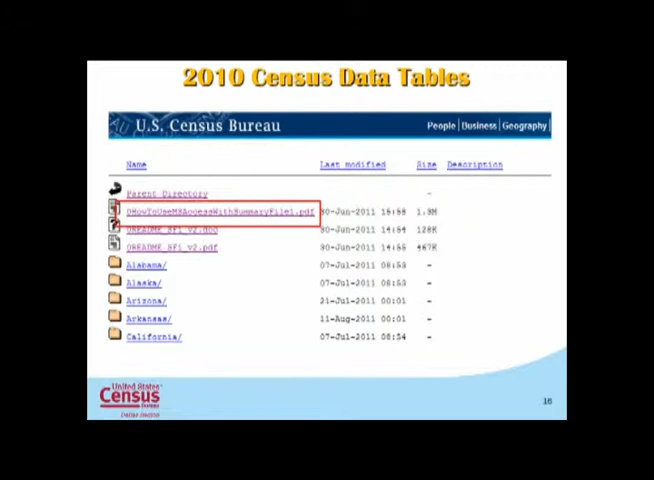 2010 Census Data Tables
U.S. Census Bureau People | Business | Geography |
Name Last modified Size Description
Parent Directory -
0HowToUseMSAccessWithSummaryFile1.pdf 30-Jun-2011 15:58 1.3M
0README_SF1_v2.doc 30-Jun-2011 14:54 128K
0README_SF1_v2.pdf 30-Jun-2011 14:55 467K
Alabama/ 07-Jul-2011 08:53 -
Alaska/ 07-Jul-2011 08:53 -
Arizona/ 21-Jul-2011 00:01 -
Arkansas/ 11-Aug-2011 00:01 -
California/ 07-Jul-2011 08:54 -
United States
Census
Bureau
Dallas Region
16